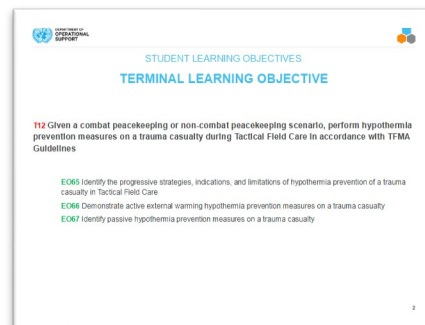 DEPARTMENT OF
OPERATIONAL
SUPPORT
STUDENT LEARNING OBJECTIVES
TERMINAL LEARNING OBJECTIVE
T12 Given a combat peacekeeping or non-combat peacekeeping scenario, perform hypothermia
prevention measures on a trauma casualty during Tactical Field Care in accordance with TFMA
Guidelines
EO65 Identify the progressive strategies, indications, and limitations of hypothermia prevention of a trauma
casualty in Tactical Field Care
EO66 Demonstrate active external warming hypothermia prevention measures on a trauma casualty
EO67 Identify passive hypothermia prevention measures on a trauma casualty
2